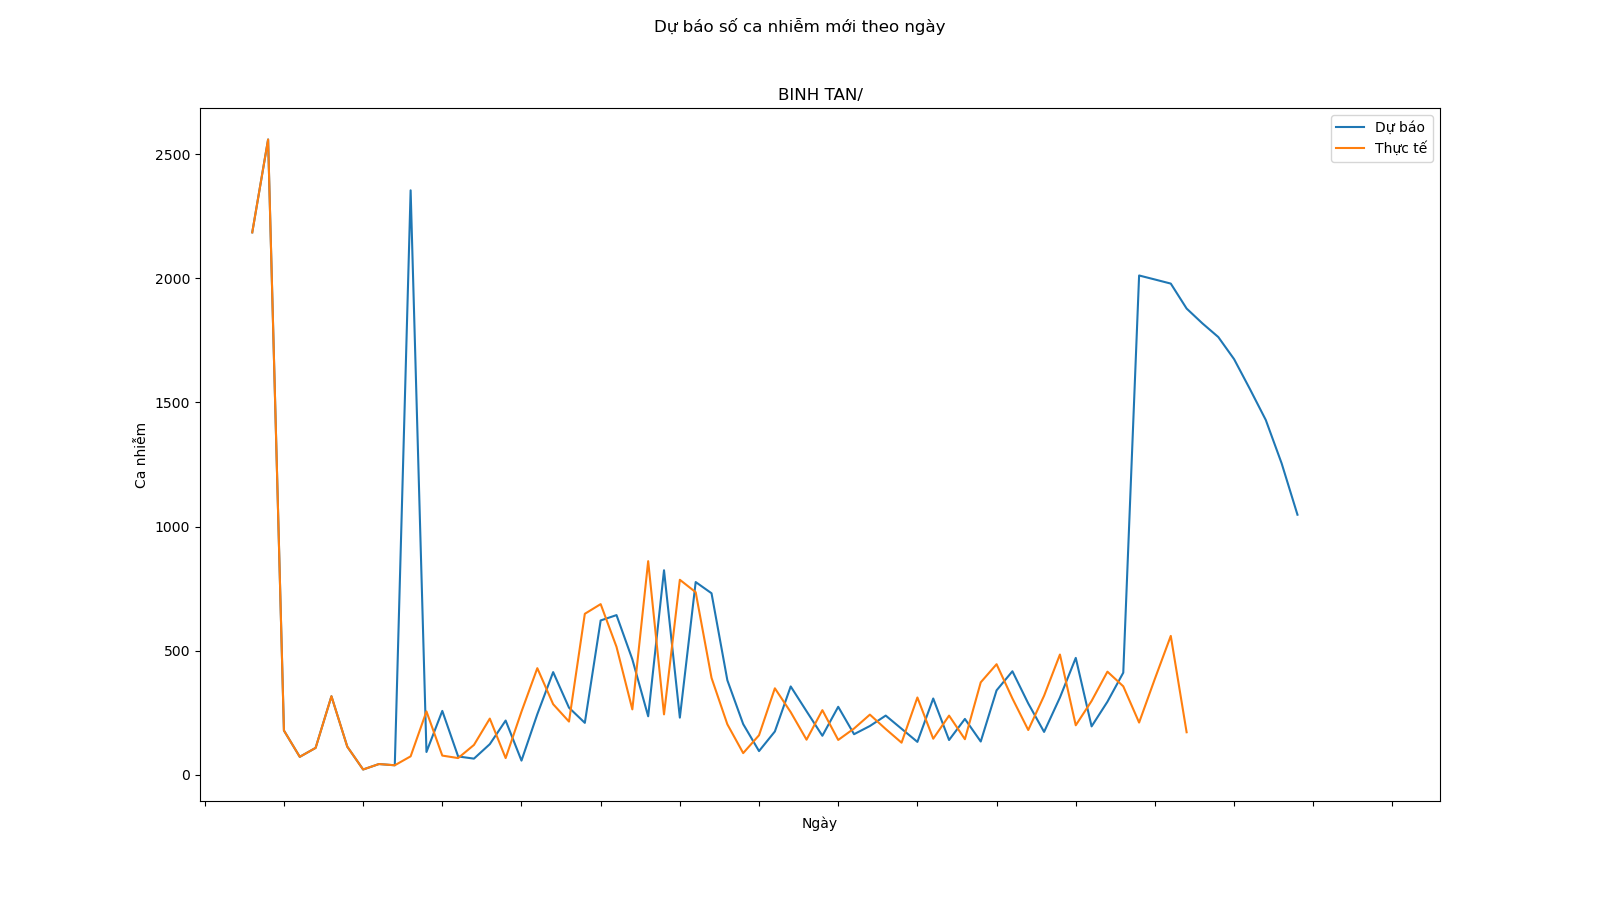 Dự báo số ca nhiễm mới theo ngày
BINH TAN/
Dự báo
Thực tế
2500
2000
1500
1000
500
0
Ca nhiễm
Ngày